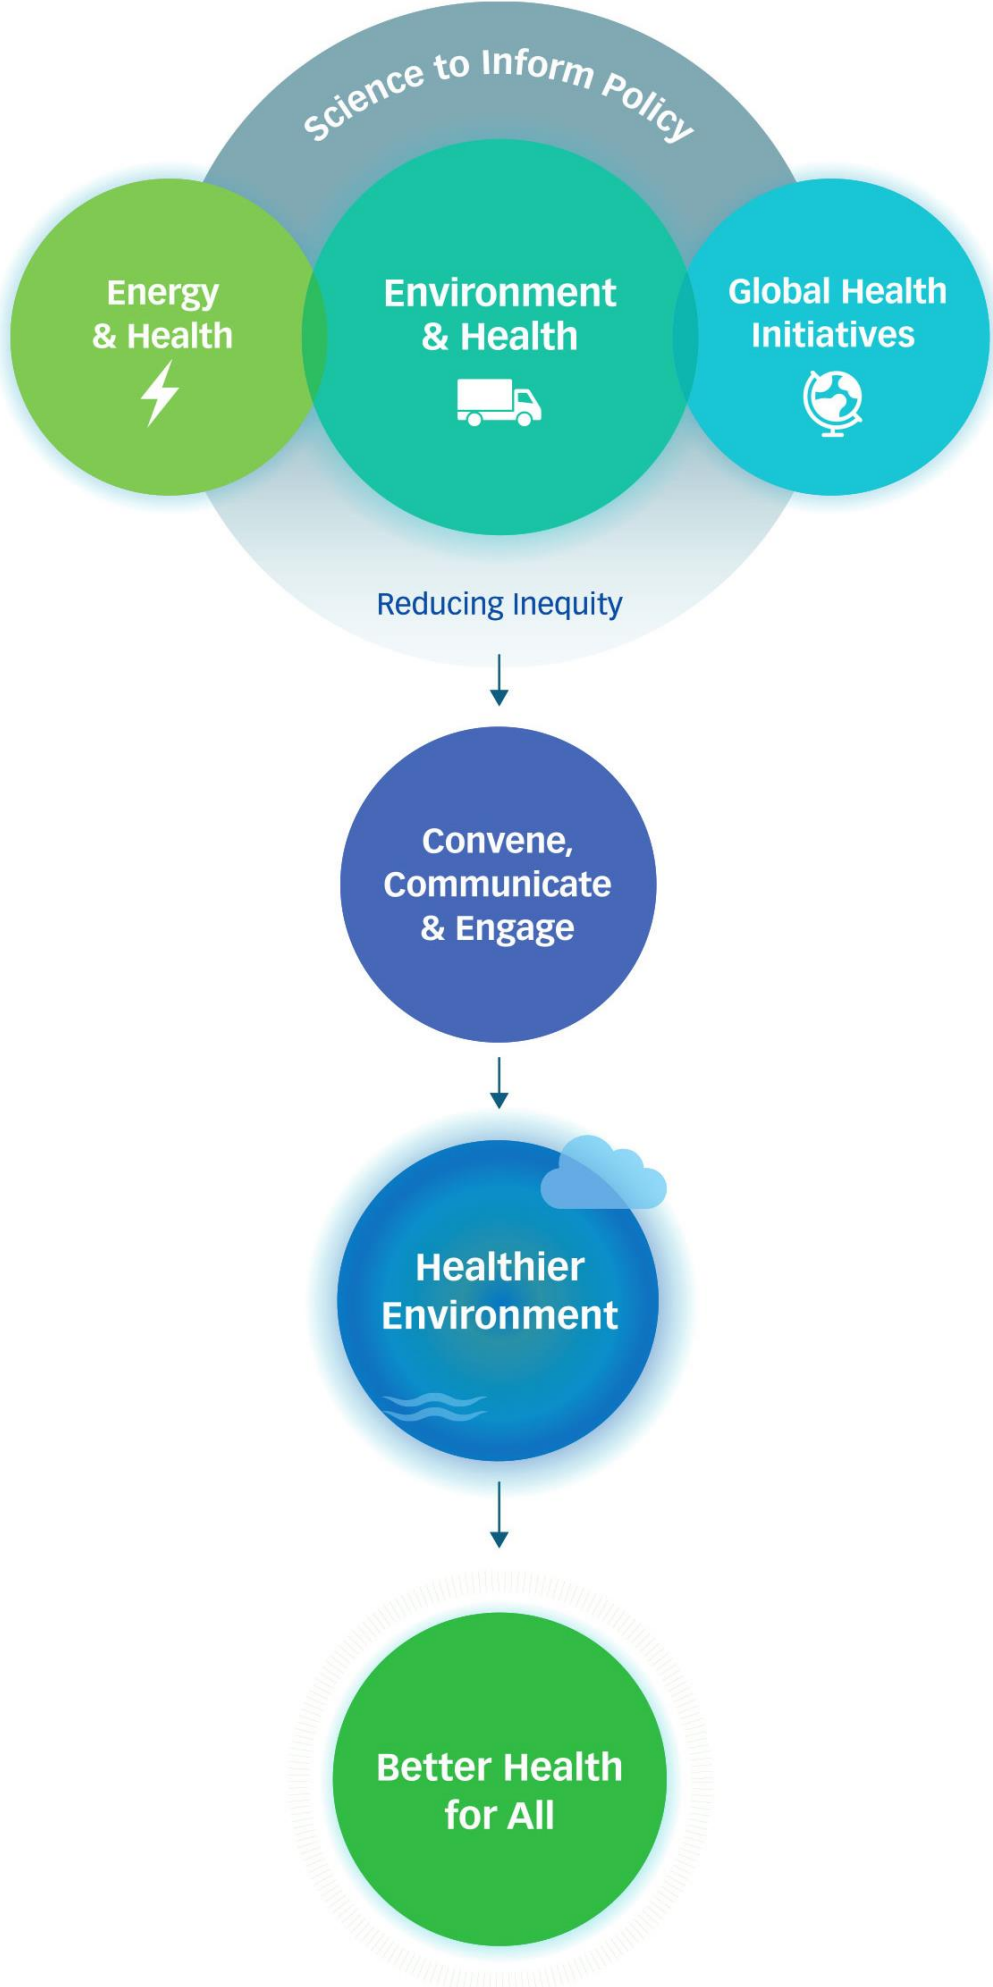 Science to Inform Policy
Energy
& Health
Environment
& Health
Global Health
Initiatives
Reducing Inequity
Convene,
Communicate
& Engage
Healthier
Environment
Better Health
for All